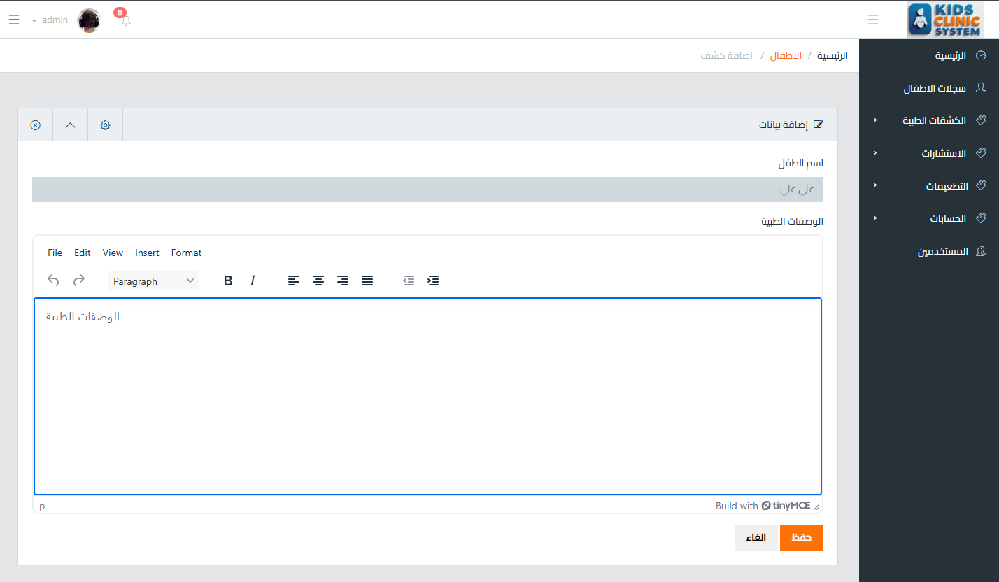 KIDS
CLINIC
SYSTEM
admin
0
الرئيسية / الاطفال / اضافة كشف
الرئيسية
سجلات الاطفال
الكشفات الطبية
الاستشارات
التطعيمات
الحسابات
المستخدمين
إضافة بيانات
اسم الطفل
علي علي
الوصفات الطبية
File Edit View Insert Format
Paragraph B I
الوصفات الطبية
p
Build with tinyMCE
حفظ
الغاء